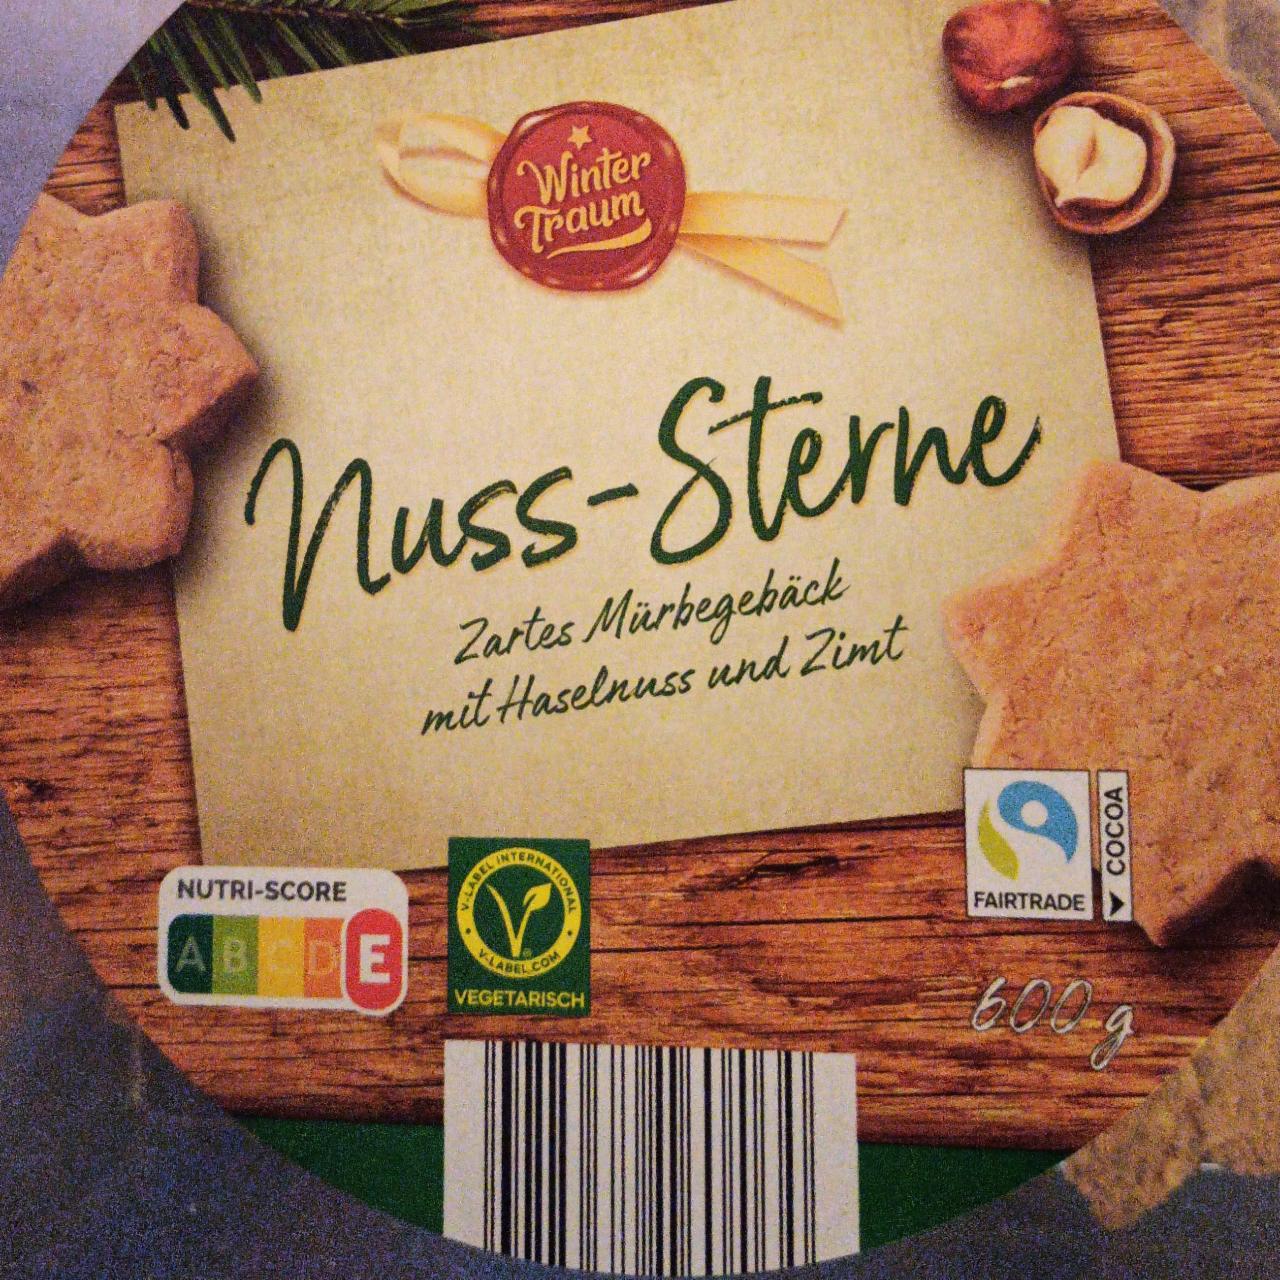 Winter
Traum
Nuss-Sterne
Zartes Mürbegebäck
mit Haselnuss und Zimt
NUTRI-SCORE
A B C D E
V-LABEL INTERNATIONAL
V-LABEL.COM
VEGETARISCH
FAIRTRADE
COCOA
600 g